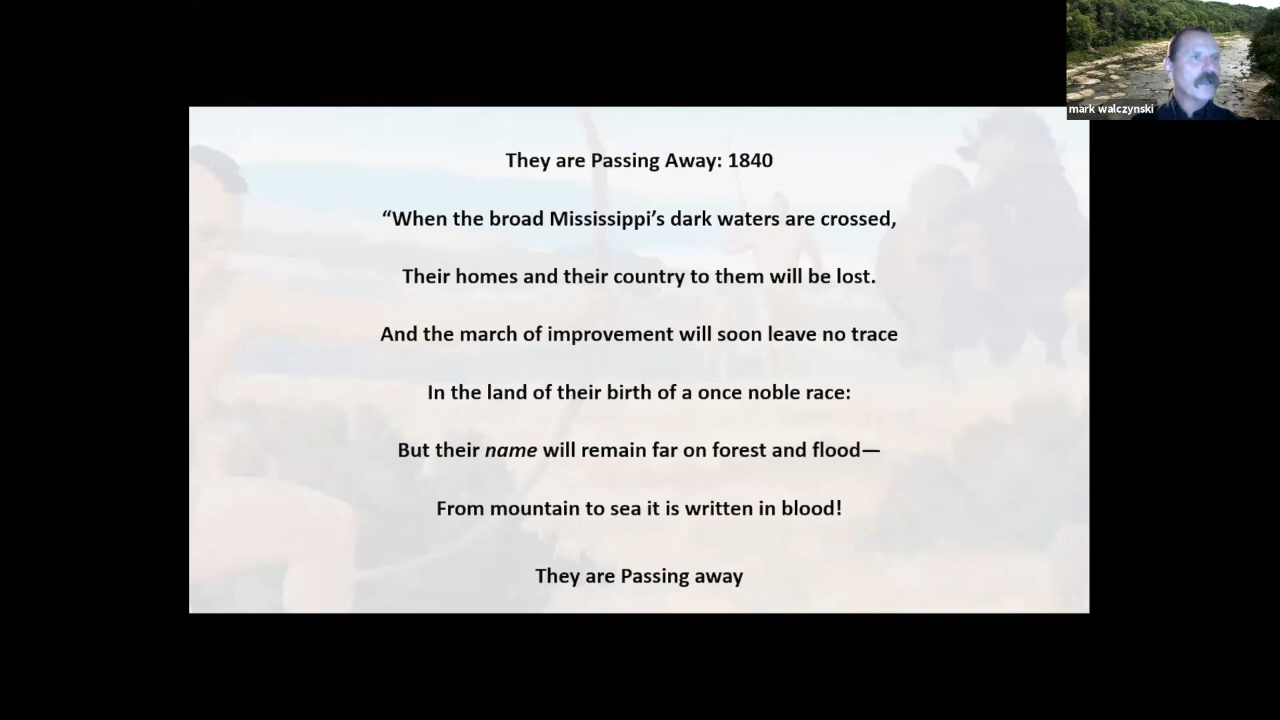 mark walczynski
They are Passing Away: 1840
“When the broad Mississippi’s dark waters are crossed,
Their homes and their country to them will be lost.
And the march of improvement will soon leave no trace
In the land of their birth of a once noble race:
But their name will remain far on forest and flood—
From mountain to sea it is written in blood!
They are Passing away